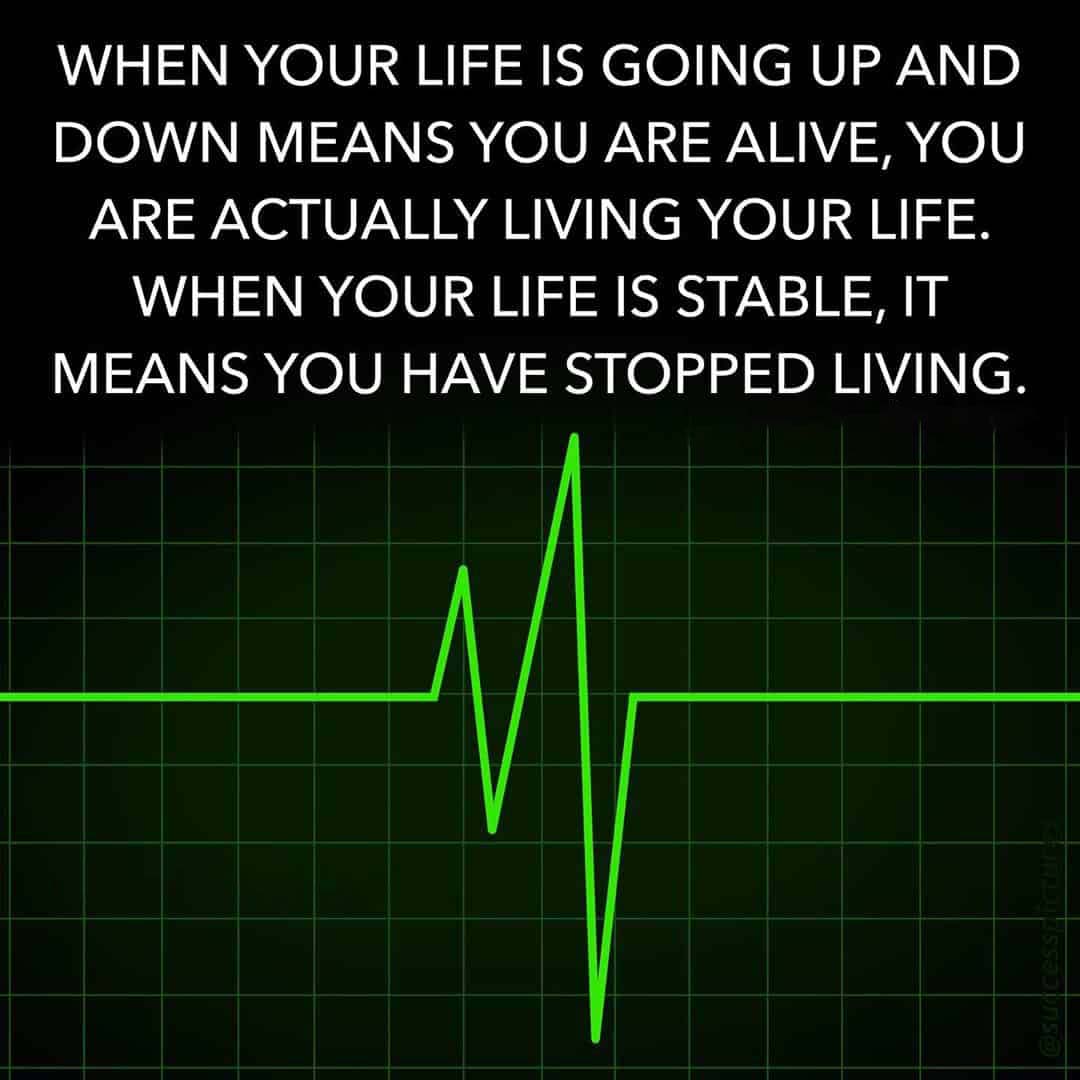 WHEN YOUR LIFE IS GOING UP AND
DOWN MEANS YOU ARE ALIVE, YOU
ARE ACTUALLY LIVING YOUR LIFE.
WHEN YOUR LIFE IS STABLE, IT
MEANS YOU HAVE STOPPED LIVING.
@successpictures